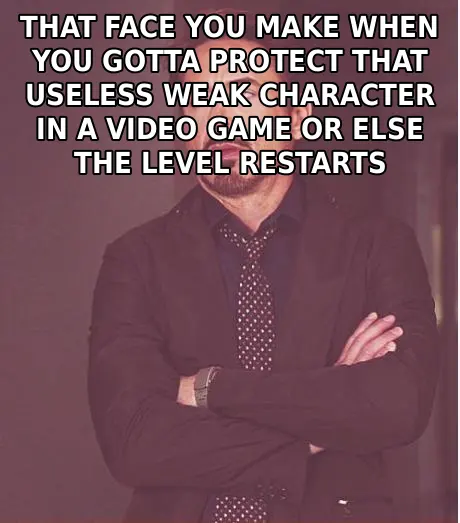 THAT FACE YOU MAKE WHEN
YOU GOTTA PROTECT THAT
USELESS WEAK CHARACTER
IN A VIDEO GAME OR ELSE
THE LEVEL RESTARTS